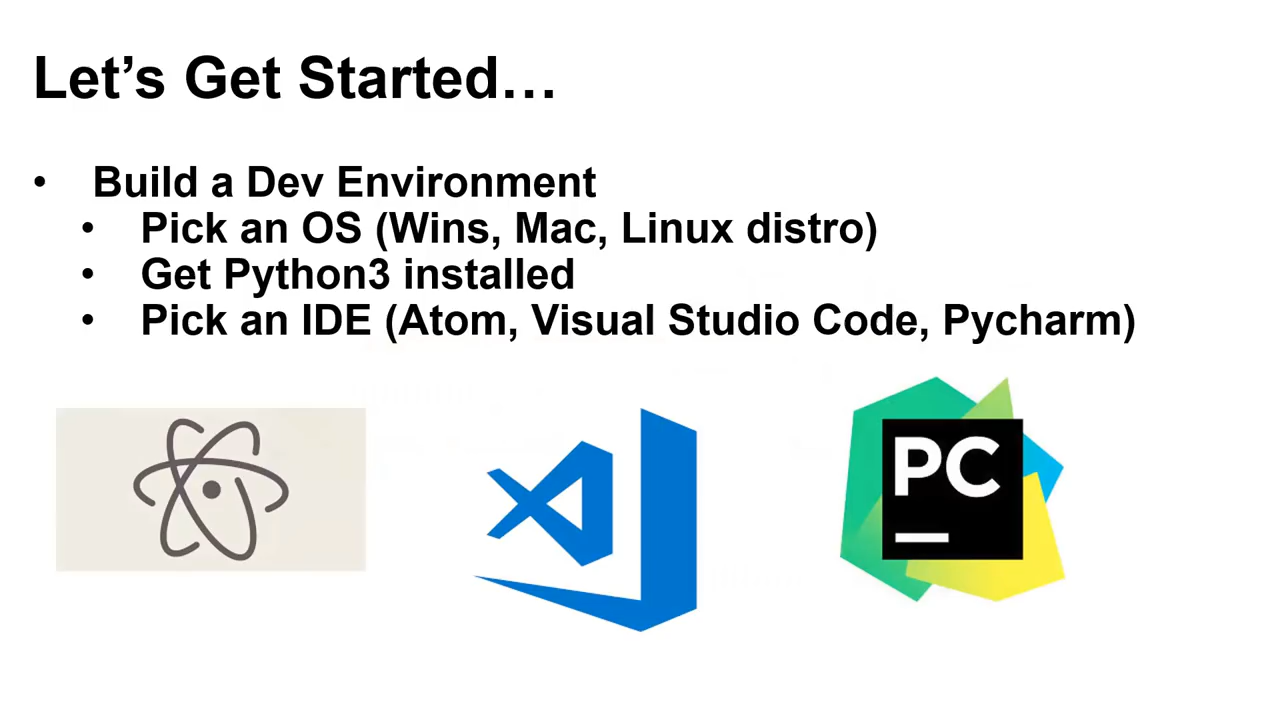 Let’s Get Started…
• Build a Dev Environment
• Pick an OS (Wins, Mac, Linux distro)
• Get Python3 installed
• Pick an IDE (Atom, Visual Studio Code, Pycharm)
PC